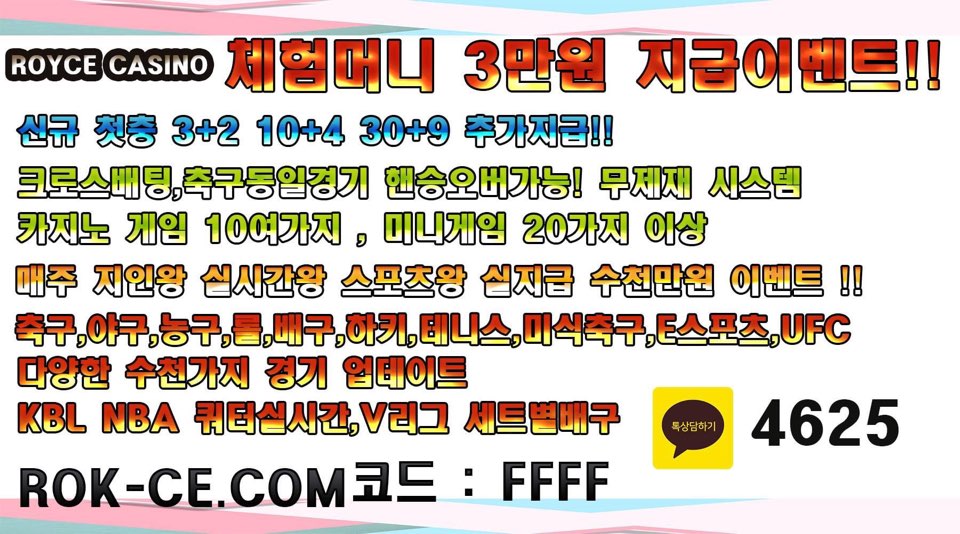 ROYCE CASINO 체험머니 3만원 지급이벤트!!
신규 첫충 3+2 10+4 30+9 추가지급!!
크로스배팅,축구동일경기 핸승오버가능! 무제재 시스템
카지노 게임 10여가지 , 미니게임 20가지 이상
매주 지인왕 실시간왕 스포츠왕 실지급 수천만원 이벤트 !!
축구,야구,농구,롤,배구,하키,테니스,미식축구,E스포츠,UFC
다양한 수천가지 경기 업데이트
KBL NBA 쿼터실시간,V리그 세트별배구
톡상담하기 4625
ROK-CE.COM코드 : FFFF